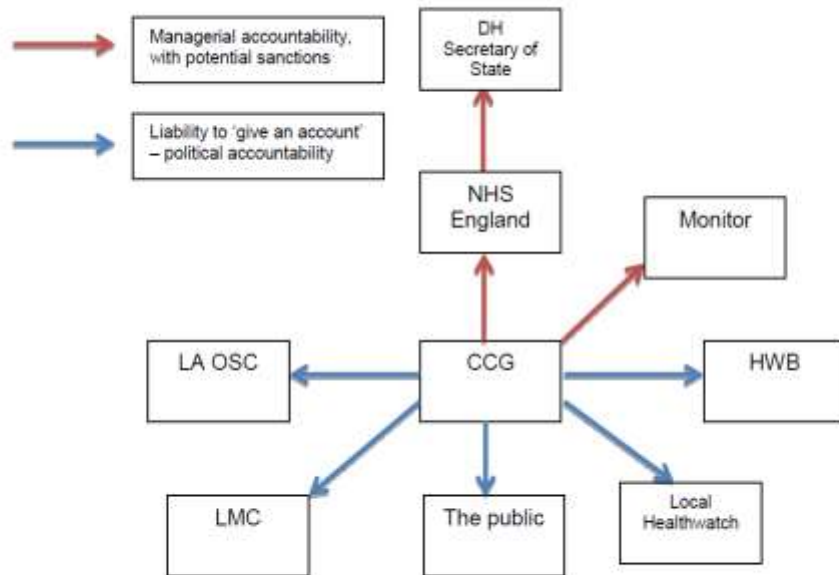 Managerial accountability,
with potential sanctions
DH
Secretary of
State
Liability to ‘give an account’
– political accountability
NHS
England
Monitor
LA OSC
CCG
HWB
LMC
The public
Local
Healthwatch